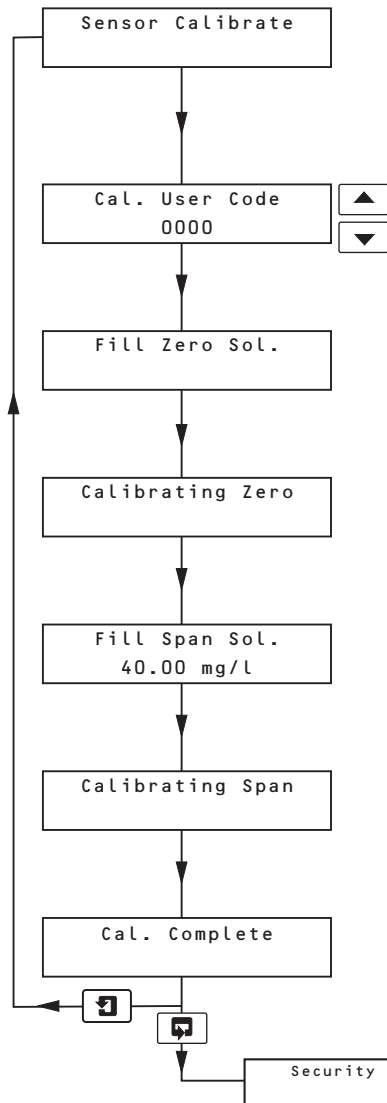 Sensor Calibrate
Cal. User Code
0000
Fill Zero Sol.
Calibrating Zero
Fill Span Sol.
40.00 mg/l
Calibrating Span
Cal. Complete
Security